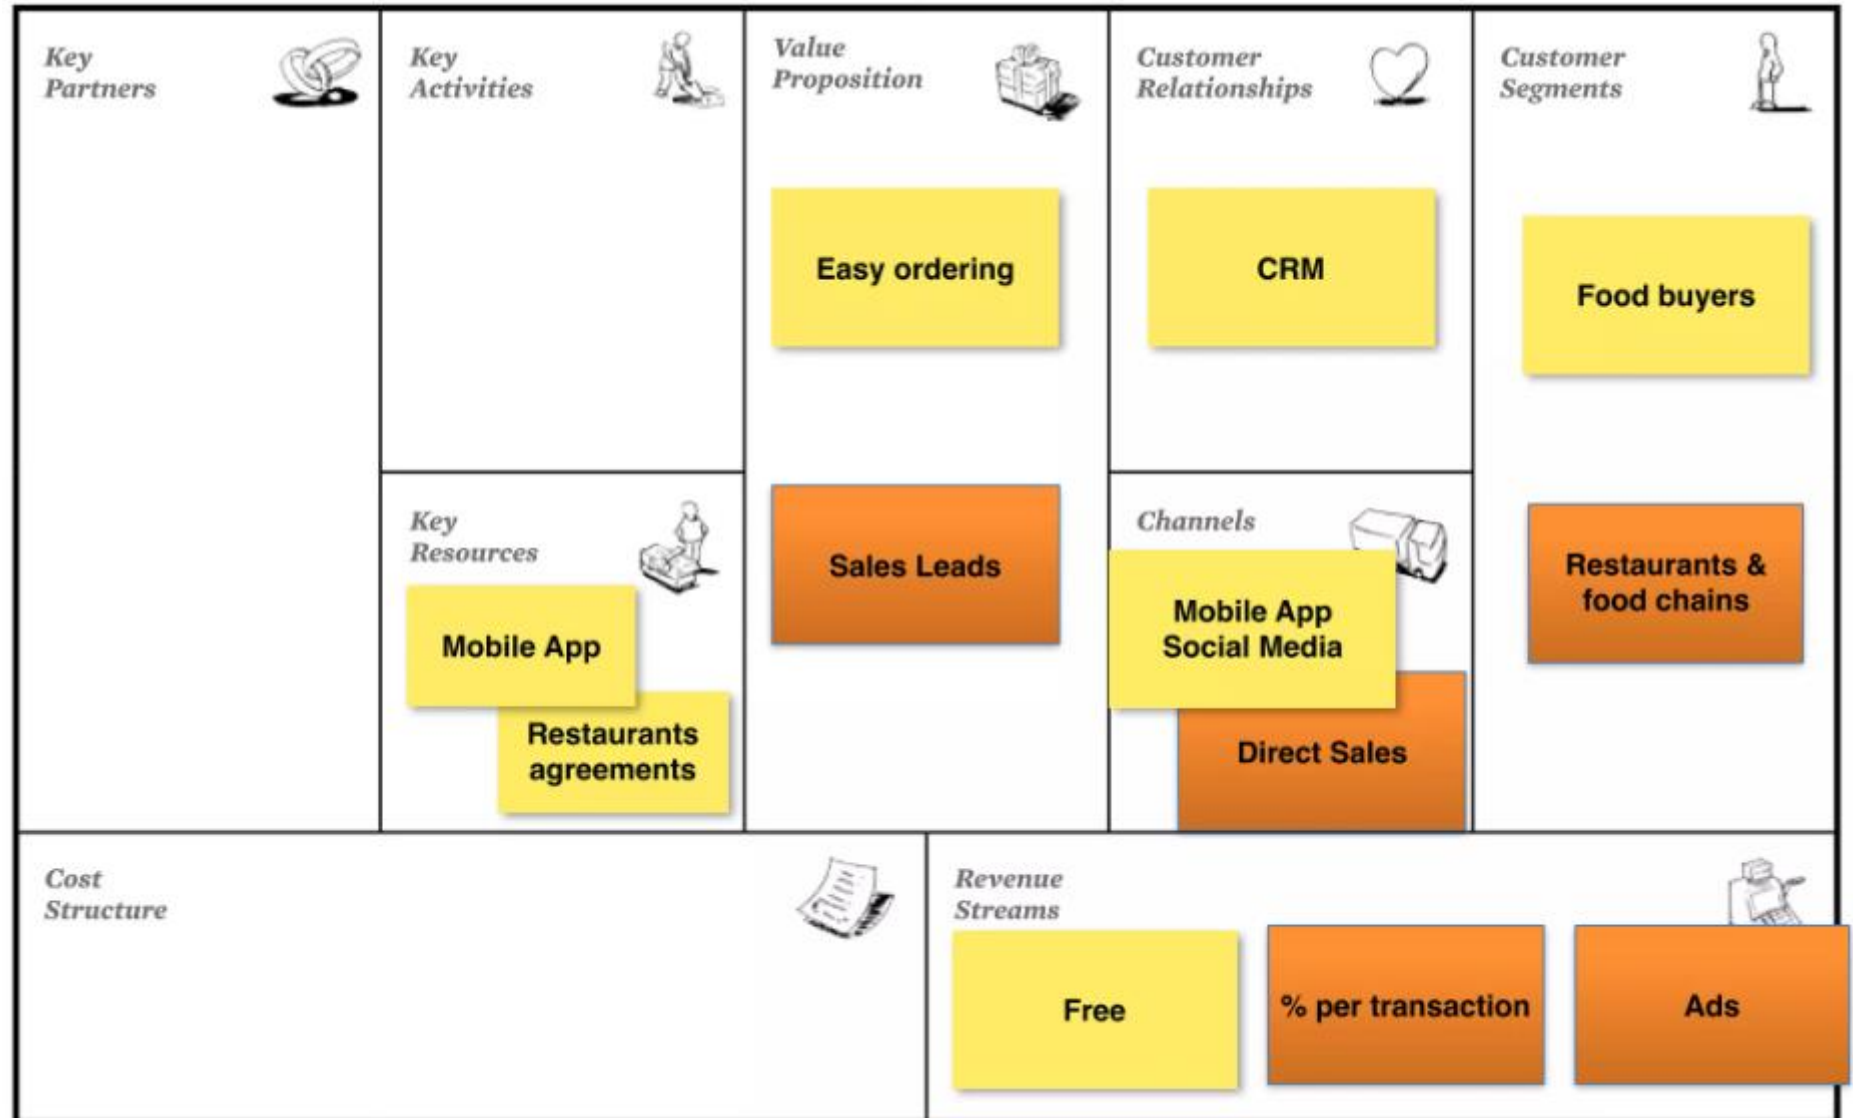 Key
Partners
Key
Activities
Value
Proposition
Customer
Relationships
Customer
Segments
Easy ordering
CRM
Food buyers
Key
Resources
Sales Leads
Channels
Restaurants &
food chains
Mobile App
Restaurants
agreements
Mobile App
Social Media
Direct Sales
Cost
Structure
Revenue
Streams
Free
% per transaction
Ads